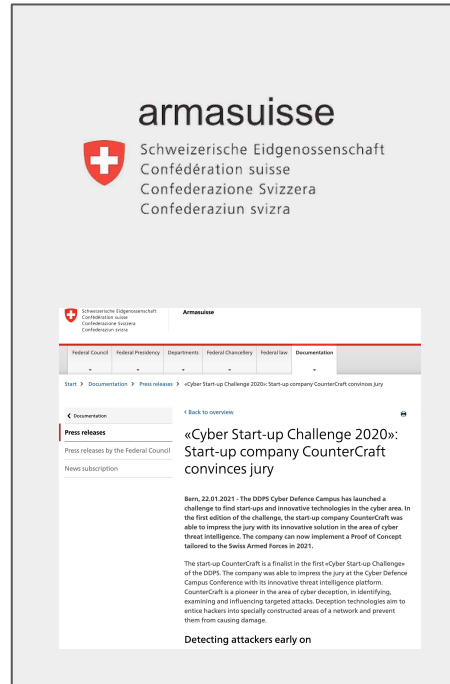 armasuisse
Schweizerische Eidgenossenschaft
Confédération suisse
Confederazione Svizzera
Confederaziun svizra
Schweizerische Eidgenossenschaft
Confédération suisse
Confederazione Svizzera
Confederaziun svizra
Armasuisse
Federal Council
Federal Presidency
Departments
Federal Chancellery
Federal law
Documentation
Start > Documentation > Press releases > «Cyber Start-up Challenge 2020»: Start-up company CounterCraft convinces jury
Documentation
Press releases
Press releases by the Federal Council
News subscription
Back to overview
«Cyber Start-up Challenge 2020»:
Start-up company CounterCraft
convinces jury
Bern, 22.01.2021 - The DDPS Cyber Defence Campus has launched a
challenge to find start-ups and innovative technologies in the cyber area. In
the first edition of the challenge, the start-up company CounterCraft was
able to impress the jury with its innovative solution in the area of cyber
threat intelligence. The company can now implement a Proof of Concept
tailored to the Swiss Armed Forces in 2021.
The start-up CounterCraft is a finalist in the first «Cyber Start-up Challenge»
of the DDPS. The company was able to impress the jury at the Cyber Defence
Campus Conference with its innovative threat intelligence platform.
CounterCraft is a pioneer in the area of cyber deception, in identifying,
examining and influencing targeted attacks. Deception technologies aim to
entice hackers into specially constructed areas of a network and prevent
them from causing damage.
Detecting attackers early on